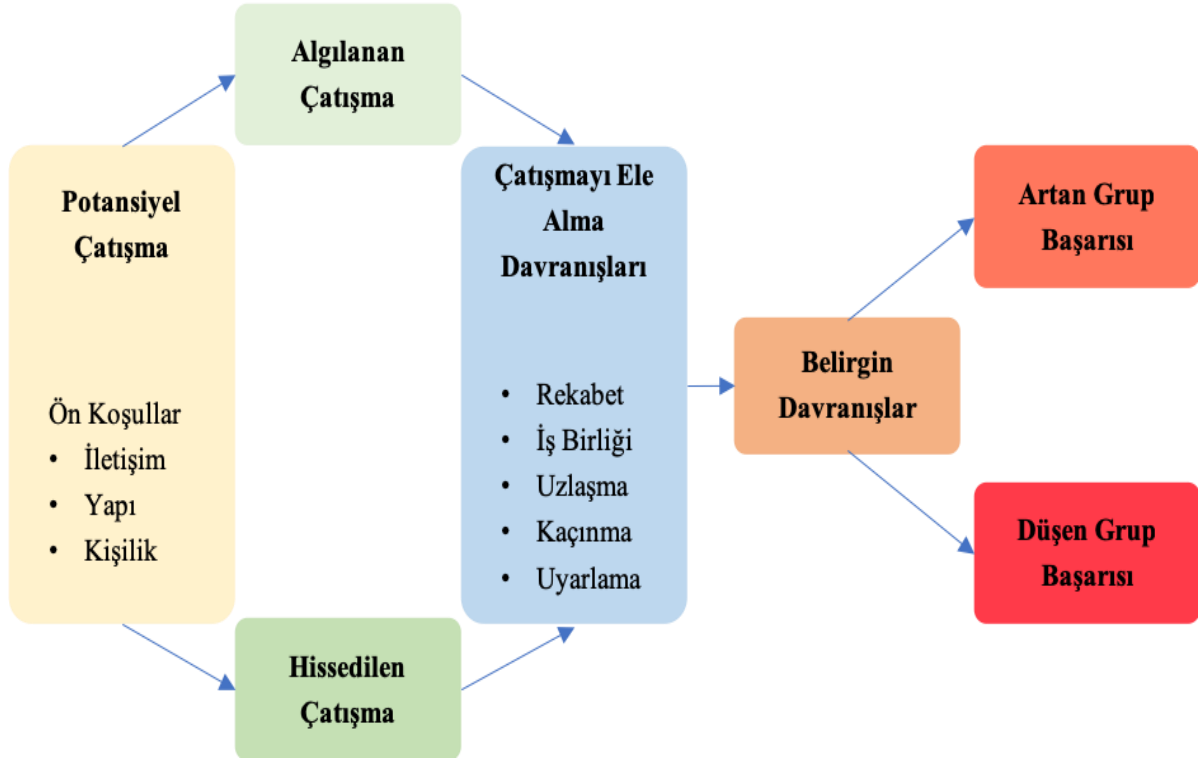 Algılanan
Çatışma
Potansiyel
Çatışma
Ön Koşullar
• İletişim
• Yapı
• Kişilik
Hissedilen
Çatışma
Çatışmayı Ele
Alma
Davranışları
• Rekabet
• İş Birliği
• Uzlaşma
• Kaçınma
• Uyarlama
Belirgin
Davranışlar
Artan Grup
Başarısı
Düşen Grup
Başarısı